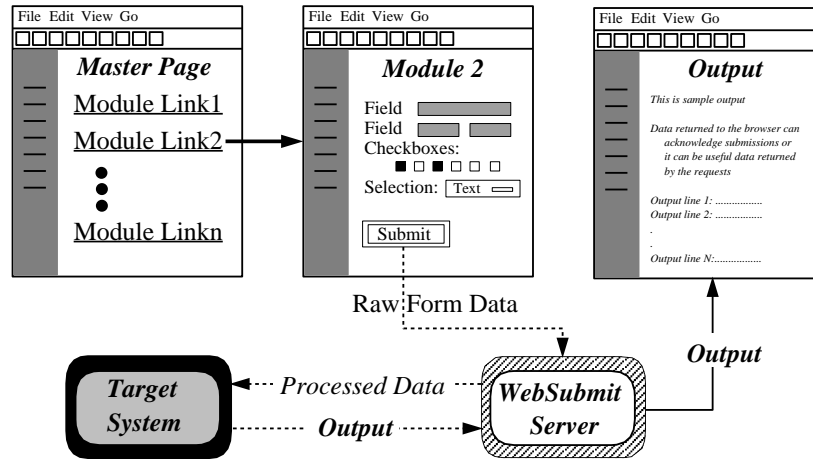 File Edit View Go
Master Page
Module Link1
Module Link2
Module Linkn
File Edit View Go
Module 2
Field
Field
Checkboxes:
Selection: Text
Submit
File Edit View Go
Output
This is sample output
Data returned to the browser can
acknowledge submissions or
it can be useful data returned
by the requests
Output line 1: .................
Output line 2: .................
.
.
Output line N:.................
Raw Form Data
Output
Target
System
Processed Data
Output
WebSubmit
Server